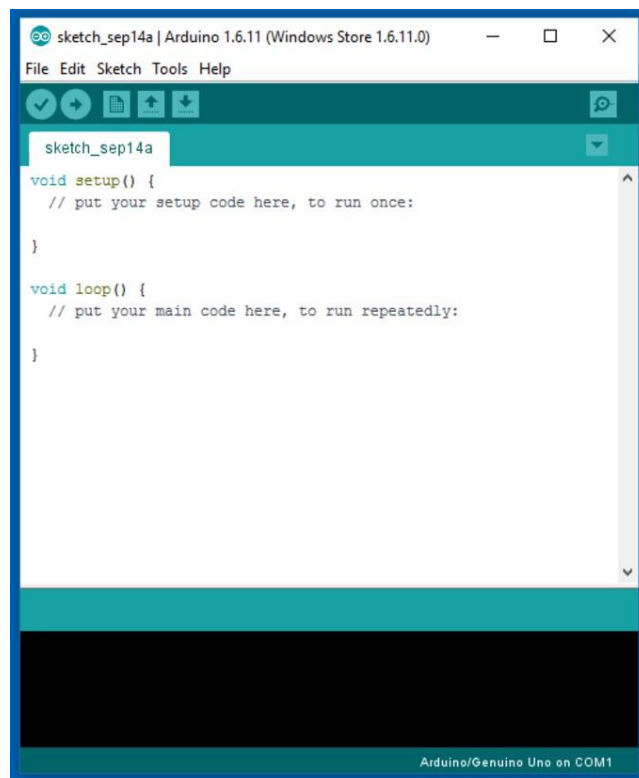 sketch_sep14a | Arduino 1.6.11 (Windows Store 1.6.11.0)
File Edit Sketch Tools Help
sketch_sep14a
void setup() {
  // put your setup code here, to run once:
}
void loop() {
  // put your main code here, to run repeatedly:
}
Arduino/Genuino Uno on COM1